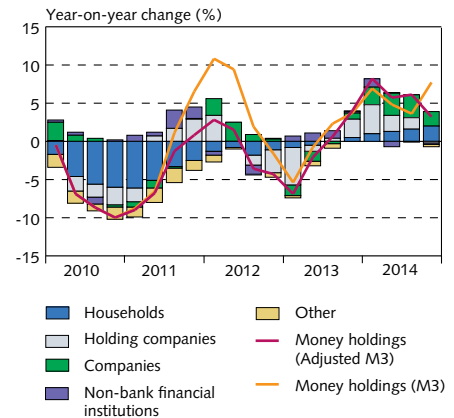 Year-on-year change (%)
15
10
5
0
-5
-10
-15
2010 2011 2012 2013 2014
Households
Holding companies
Companies
Non-bank financial
institutions
Other
Money holdings
(Adjusted M3)
Money holdings (M3)